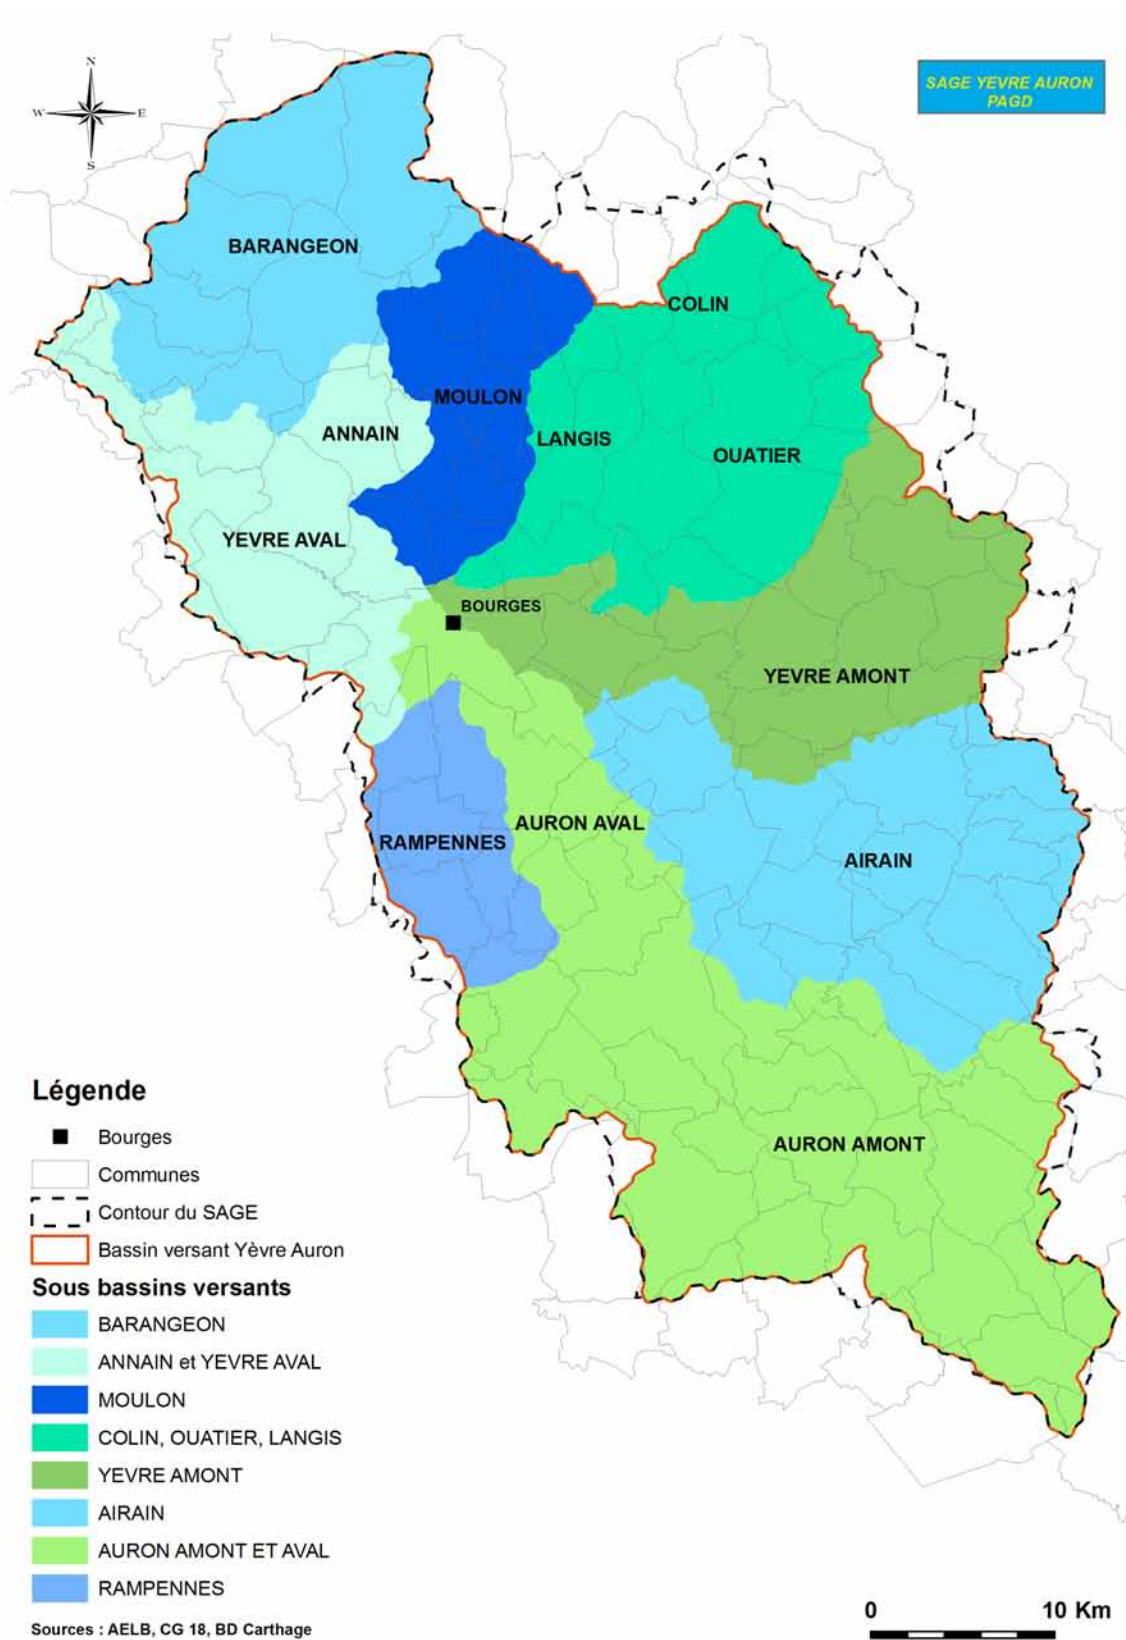 N
W E
S
SAGE YEVRE AURON
PAGD
BARANGEON
COLIN
MOULON
ANNAIN
LANGIS
OUATIER
YEVRE AVAL
BOURGES
YEVRE AMONT
AURON AVAL
RAMPENNES
AIRAIN
AURON AMONT
Légende
Bourges
Communes
Contour du SAGE
Bassin versant Yèvre Auron
Sous bassins versants
BARANGEON
ANNAIN et YEVRE AVAL
MOULON
COLIN, OUATIER, LANGIS
YEVRE AMONT
AIRAIN
AURON AMONT ET AVAL
RAMPENNES
Sources : AELB, CG 18, BD Carthage
0 10 Km